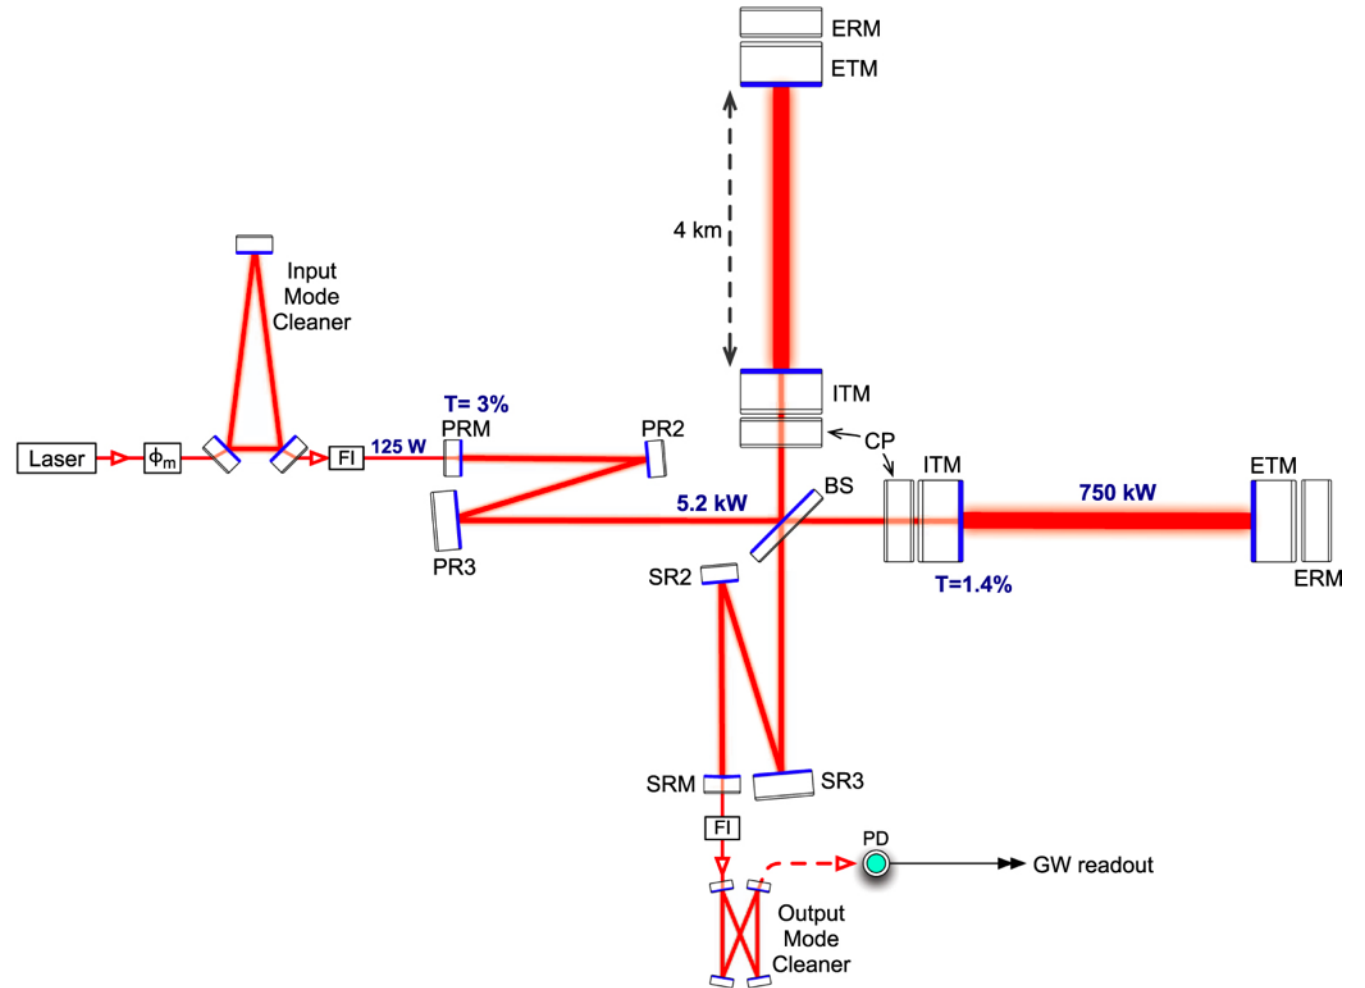 ERM
ETM
4 km
Input
Mode
Cleaner
ITM
T= 3%
PRM
PR2
CP
ITM
ETM
Laser
ϕm
FI
125 W
BS
750 kW
5.2 kW
PR3
SR2
T=1.4%
ERM
SRM
SR3
FI
PD
GW readout
Output
Mode
Cleaner